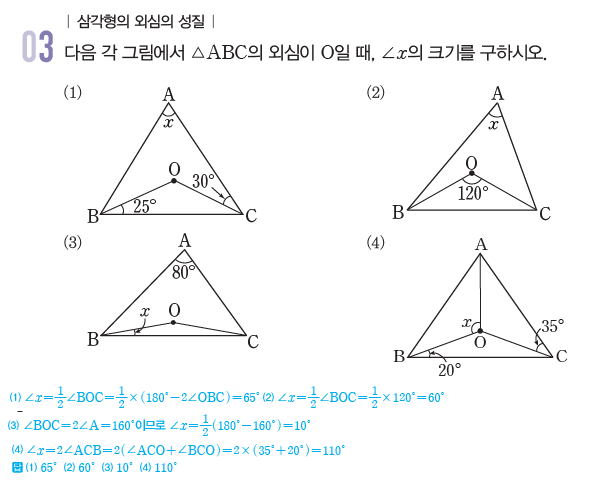 | 삼각형의 외심의 성질 |
03 다음 각 그림에서 △ABC의 외심이 O일 때, ∠x의 크기를 구하시오.
(1) (2)
A A
x x
O O
30° 120°
25°
B C B C
(3) (4)
A A
80°
x O x 35°
O
B C B C
20°
(1) ∠x=1/2∠BOC=1/2×(180°-2∠OBC)=65° (2) ∠x=1/2∠BOC=1/2×120°=60°
(3) ∠BOC=2∠A=160°이므로 ∠x=1/2(180°-160°)=10°
(4) ∠x=2∠ACB=2(∠ACO+∠BCO)=2×(35°+20°)=110°
답 (1) 65° (2) 60° (3) 10° (4) 110°